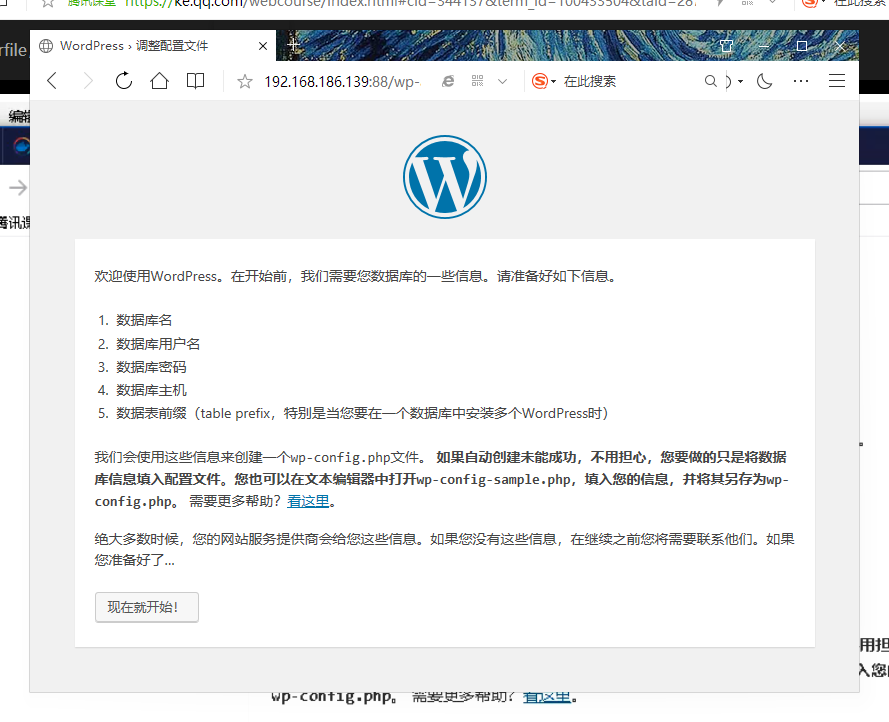 腾讯课堂 https://ke.qq.com/webcourse/index.html#cid=344137&term_id=100433504&taid=287
在此搜索
rfile
WordPress › 调整配置文件
192.168.186.139:88/wp-
在此搜索
编辑
腾讯课
欢迎使用WordPress。在开始前，我们需要您数据库的一些信息。请准备好如下信息。
1. 数据库名
2. 数据库用户名
3. 数据库密码
4. 数据库主机
5. 数据表前缀（table prefix，特别是当您要在一个数据库中安装多个WordPress时）
我们会使用这些信息来创建一个wp-config.php文件。 如果自动创建未能成功，不用担心，您要做的只是将数据
库信息填入配置文件。您也可以在文本编辑器中打开wp-config-sample.php，填入您的信息，并将其另存为wp-
config.php。 需要更多帮助？看这里。
绝大多数时候，您的网站服务提供商会给您这些信息。如果您没有这些信息，在继续之前您将需要联系他们。如果
您准备好了...
现在就开始！
用担
入您的
wp-config.php。 需要更多帮助？看这里。